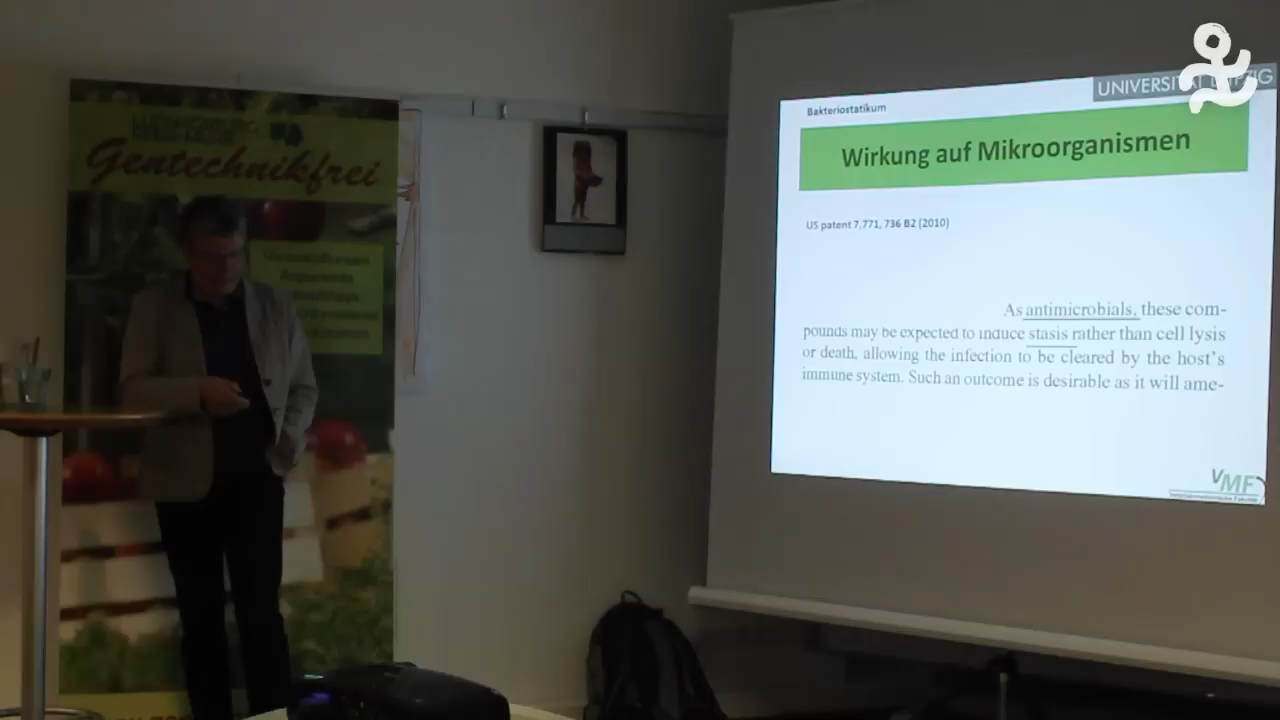 Gentechnikfrei
UNIVERSITÄT LEIPZIG
Bakteriostatikum
Wirkung auf Mikroorganismen
US patent 7,771, 736 B2 (2010)
As antimicrobials, these com-
pounds may be expected to induce stasis rather than cell lysis
or death, allowing the infection to be cleared by the host's
immune system. Such an outcome is desirable as it will ame-
VMF